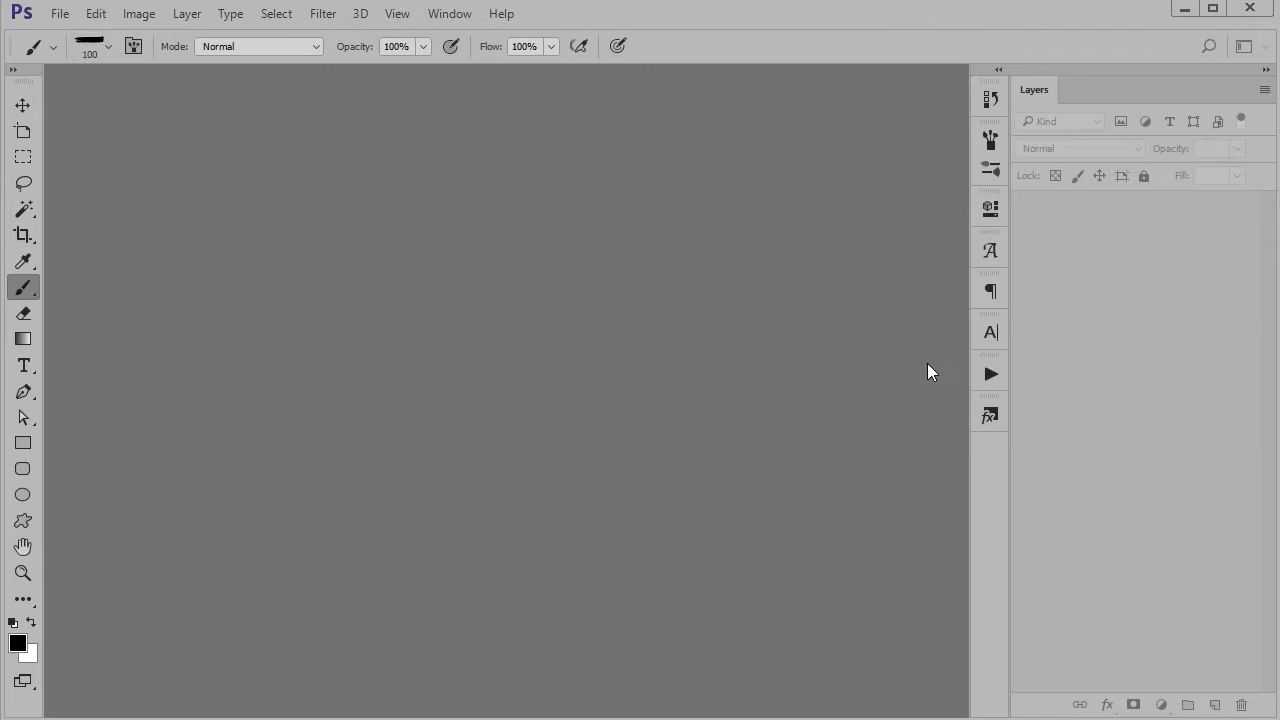 Ps File Edit Image Layer Type Select Filter 3D View Window Help
100 Mode: Normal Opacity: 100% Flow: 100%
Layers
Kind
Normal Opacity:
Lock: Fill: